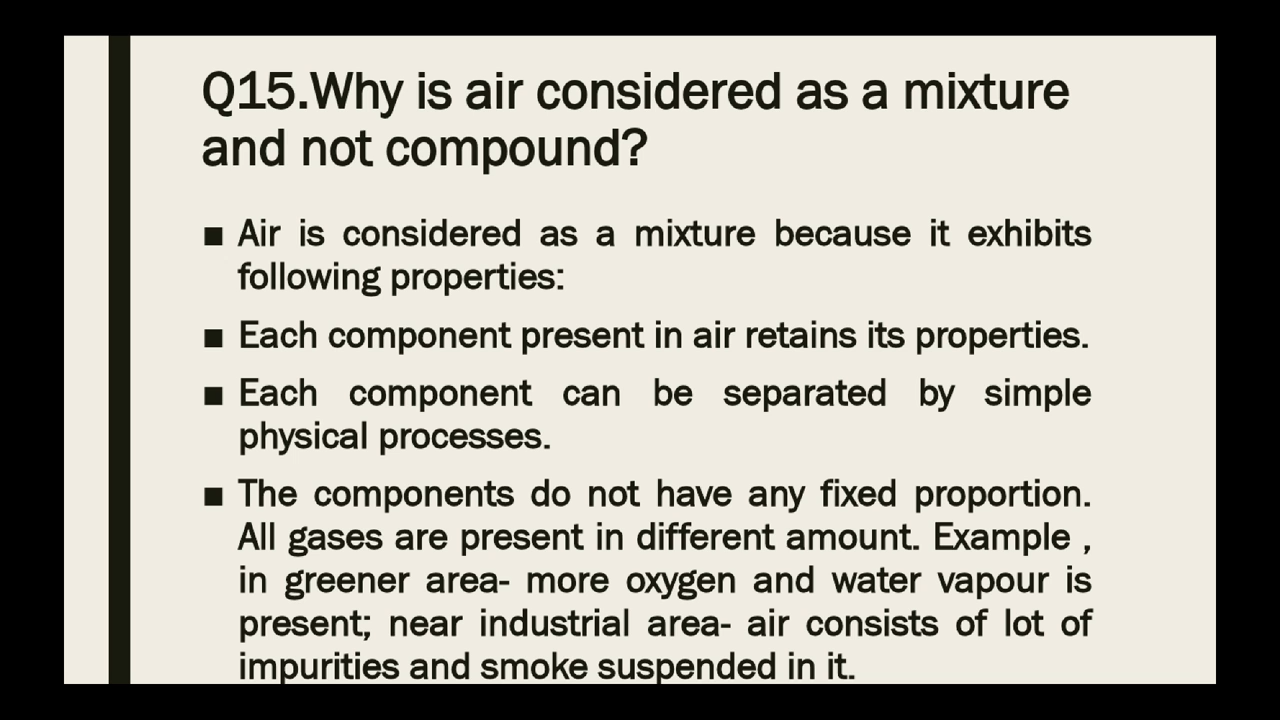 Q15.Why is air considered as a mixture
and not compound?
■ Air is considered as a mixture because it exhibits
following properties:
■ Each component present in air retains its properties.
■ Each component can be separated by simple
physical processes.
■ The components do not have any fixed proportion.
All gases are present in different amount. Example ,
in greener area- more oxygen and water vapour is
present; near industrial area- air consists of lot of
impurities and smoke suspended in it.